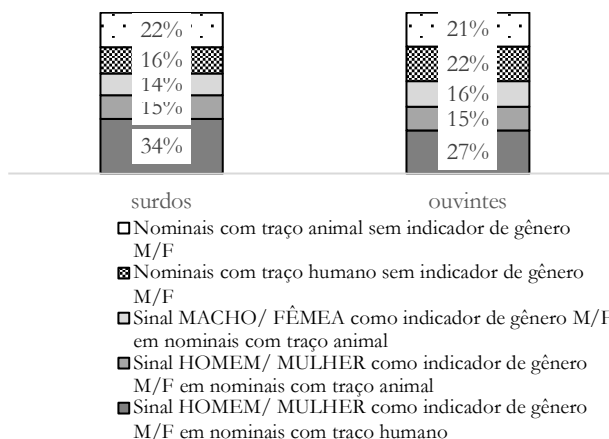 22% 21%
16% 22%
14% 16%
15% 15%
34% 27%
surdos ouvintes
Nominais com traço animal sem indicador de gênero
M/F
Nominais com traço humano sem indicador de gênero
M/F
Sinal MACHO/ FÊMEA como indicador de gênero M/F
em nominais com traço animal
Sinal HOMEM/ MULHER como indicador de gênero
M/F em nominais com traço animal
Sinal HOMEM/ MULHER como indicador de gênero
M/F em nominais com traço humano